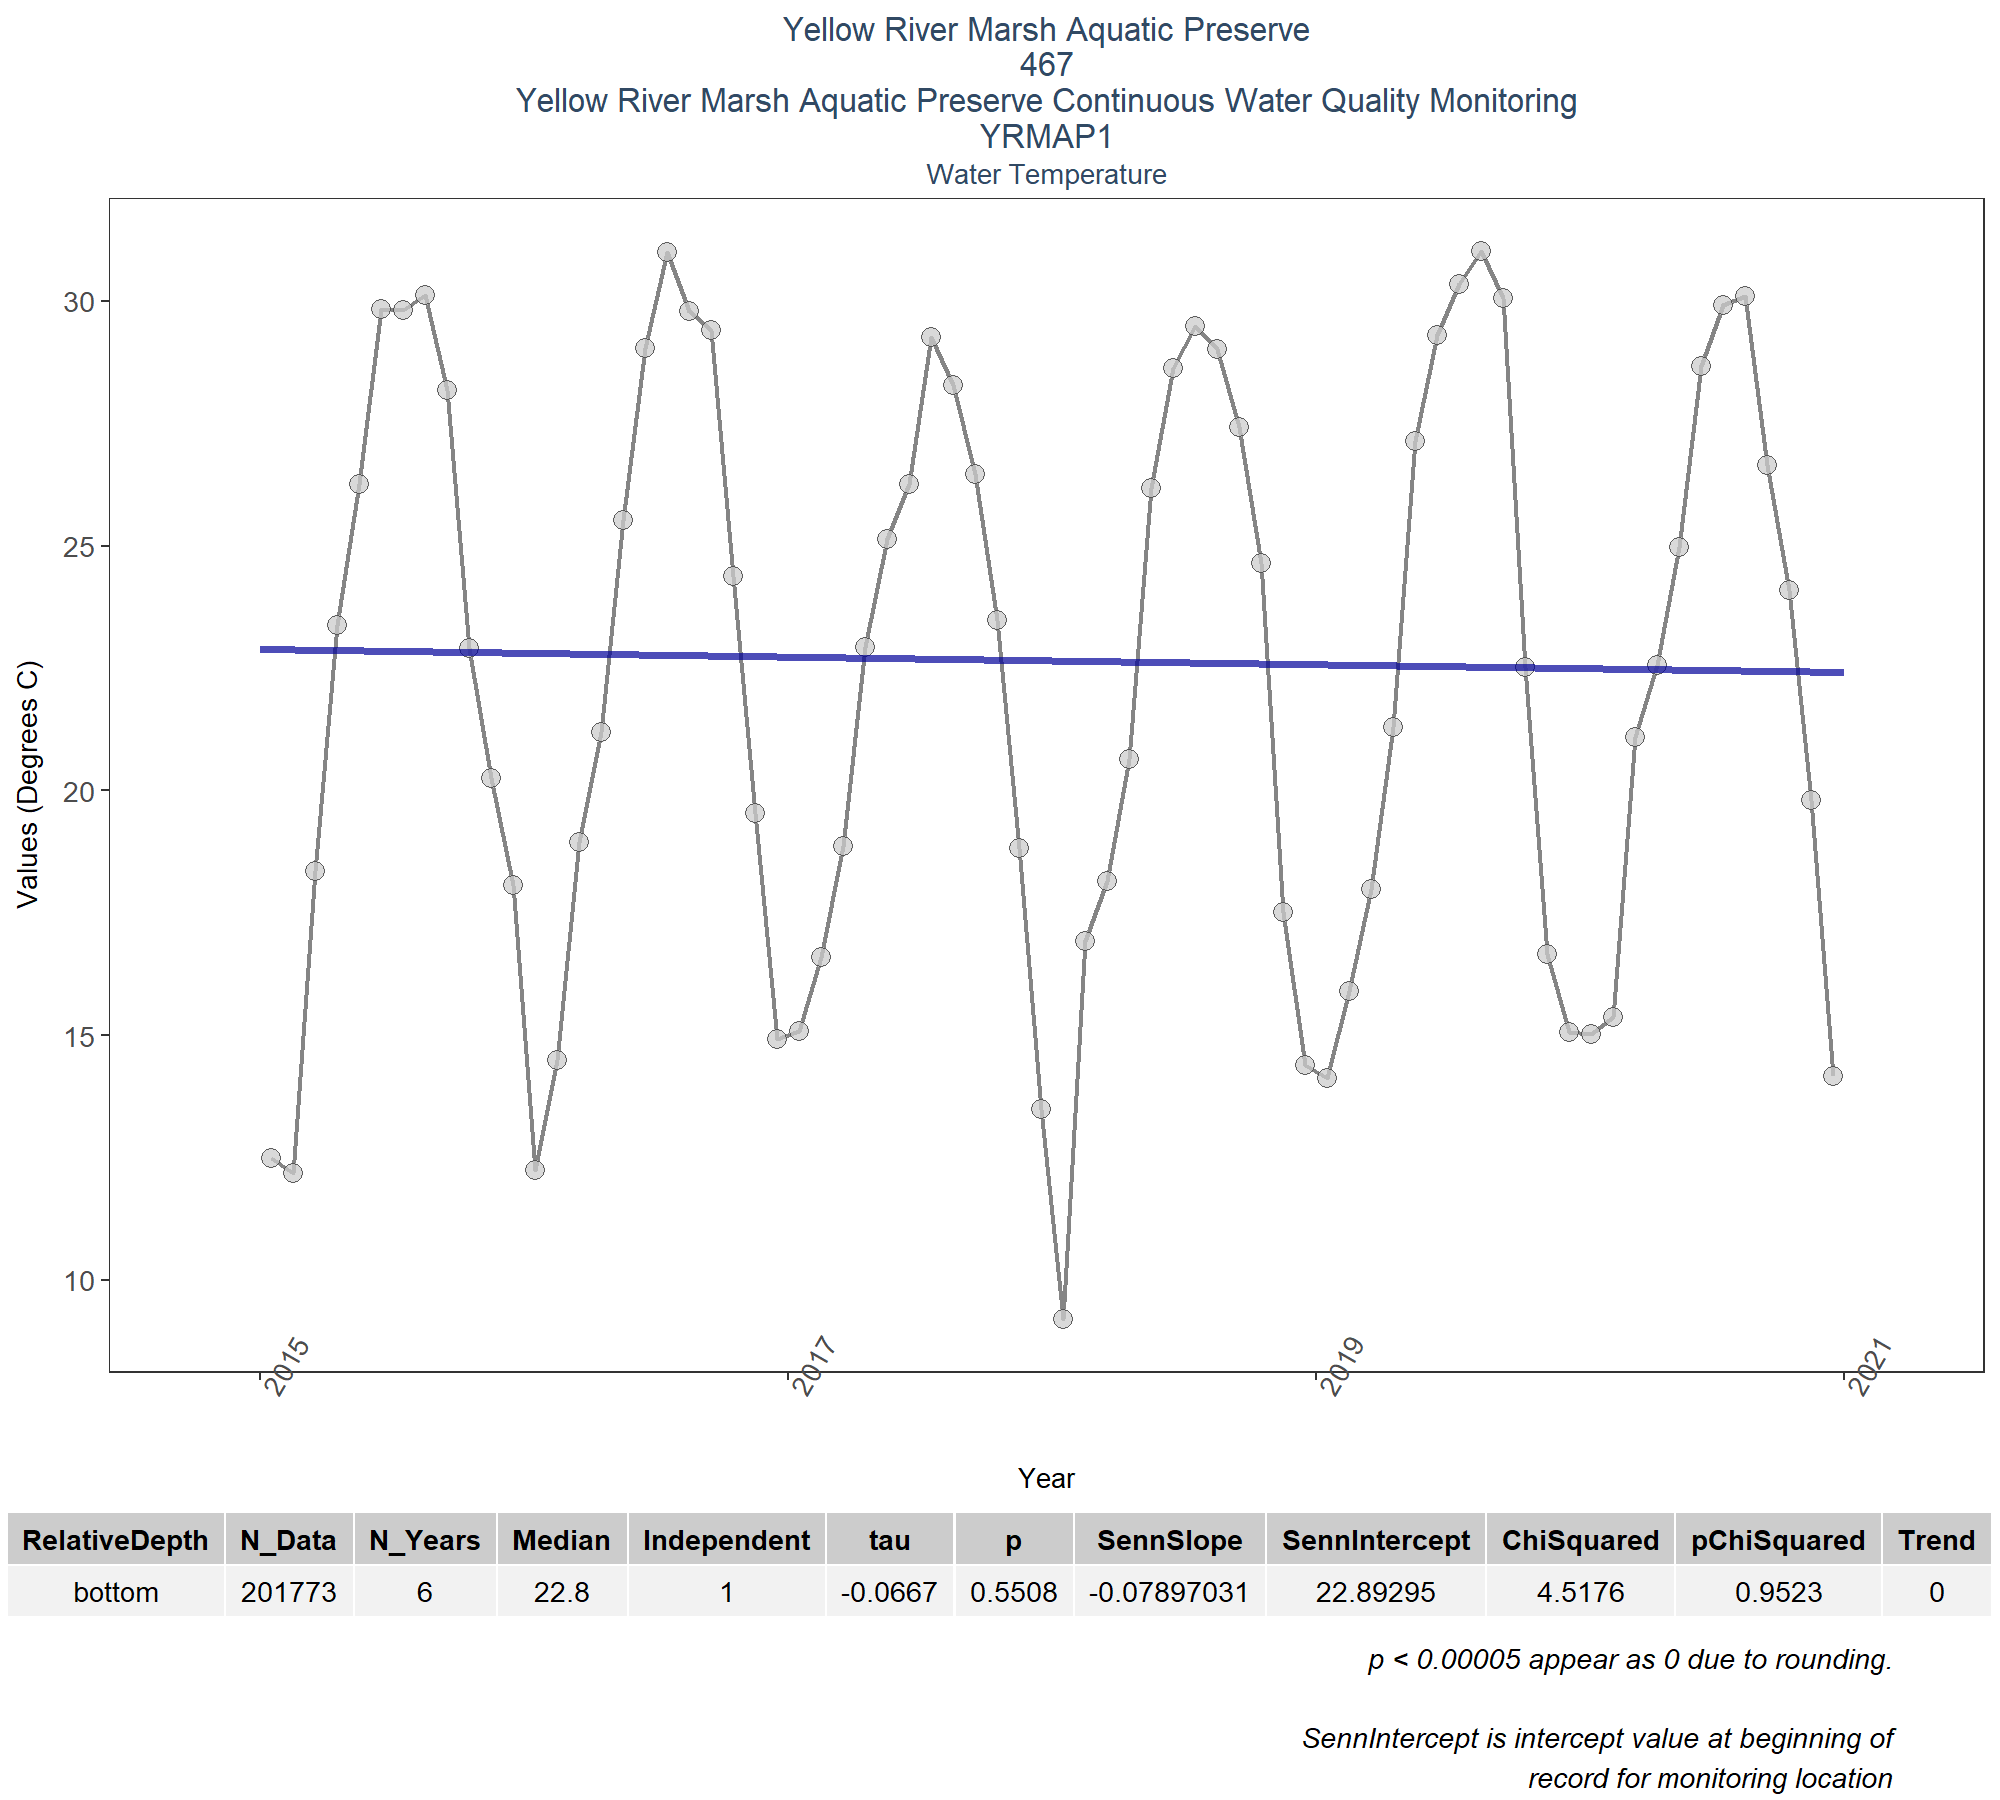 Yellow River Marsh Aquatic Preserve
467
Yellow River Marsh Aquatic Preserve Continuous Water Quality Monitoring
YRMAP1
Water Temperature
Values (Degrees C)
30
25
20
15
10
2015 2017 2019 2021
Year
RelativeDepth N_Data N_Years Median Independent tau p SennSlope SennIntercept ChiSquared pChiSquared Trend
bottom 201773 6 22.8 1 -0.0667 0.5508 -0.07897031 22.89295 4.5176 0.9523 0
p < 0.00005 appear as 0 due to rounding.
SennIntercept is intercept value at beginning of
record for monitoring location